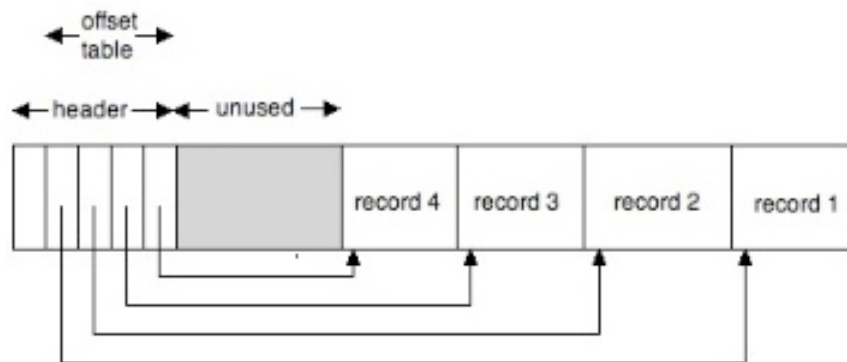 offset
table
header
unused
record 4
record 3
record 2
record 1